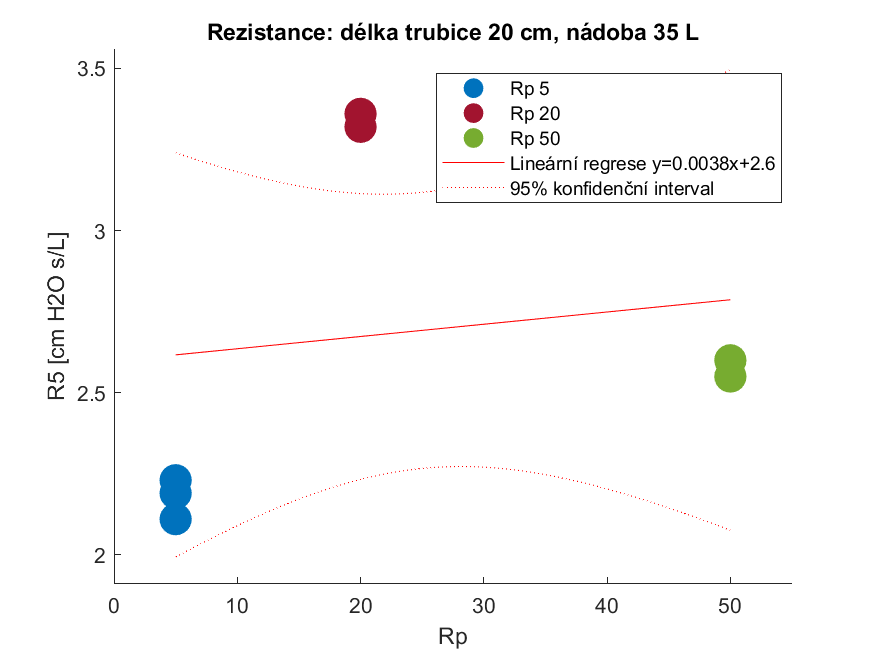 Rezistance: délka trubice 20 cm, nádoba 35 L
3.5
3
2.5
2
R5 [cm H2O s/L]
Rp 5
Rp 20
Rp 50
Lineární regrese y=0.0038x+2.6
95% konfidenční interval
0 10 20 30 40 50
Rp